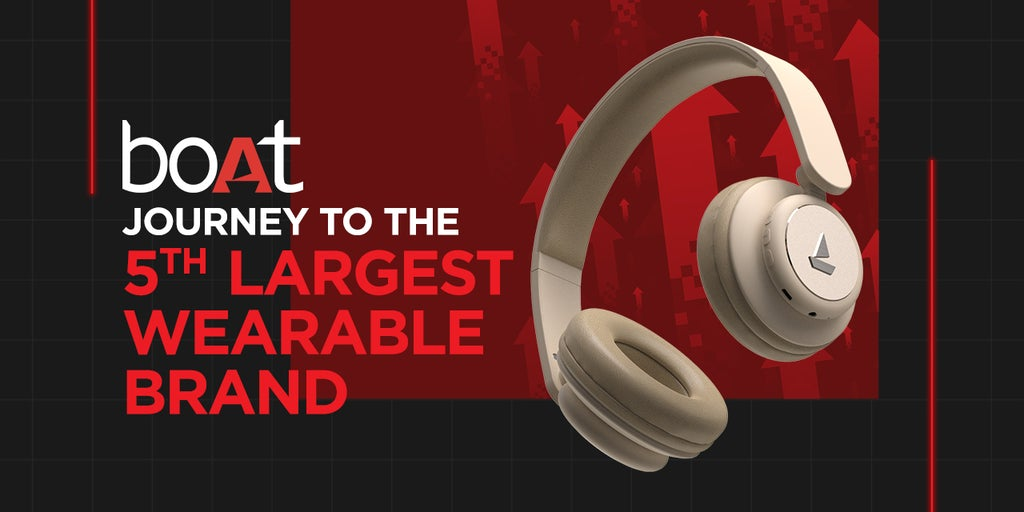 boAt
JOURNEY TO THE
5TH LARGEST
WEARABLE
BRAND